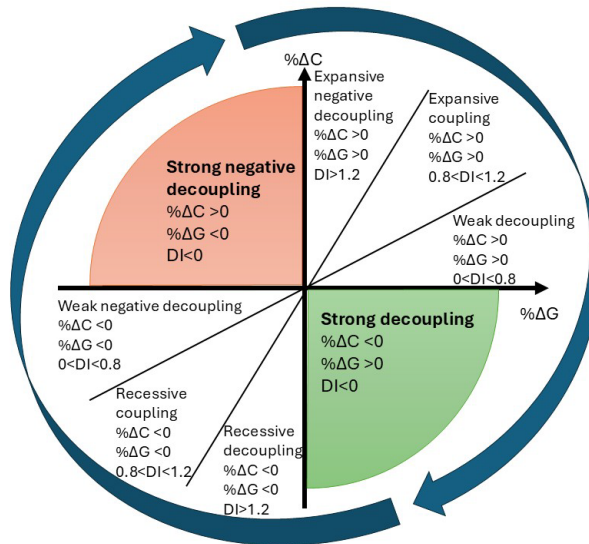 %ΔC
Expansive
negative
decoupling
%ΔC >0
%ΔG >0
DI>1.2
Expansive
coupling
%ΔC >0
%ΔG >0
0.8<DI<1.2
Strong negative
decoupling
%ΔC >0
%ΔG <0
DI<0
Weak decoupling
%ΔC >0
%ΔG >0
0<DI<0.8
%ΔG
Weak negative decoupling
%ΔC <0
%ΔG <0
0<DI<0.8
Strong decoupling
%ΔC <0
%ΔG >0
DI<0
Recessive
coupling
%ΔC <0
%ΔG <0
0.8<DI<1.2
Recessive
decoupling
%ΔC <0
%ΔG <0
DI>1.2